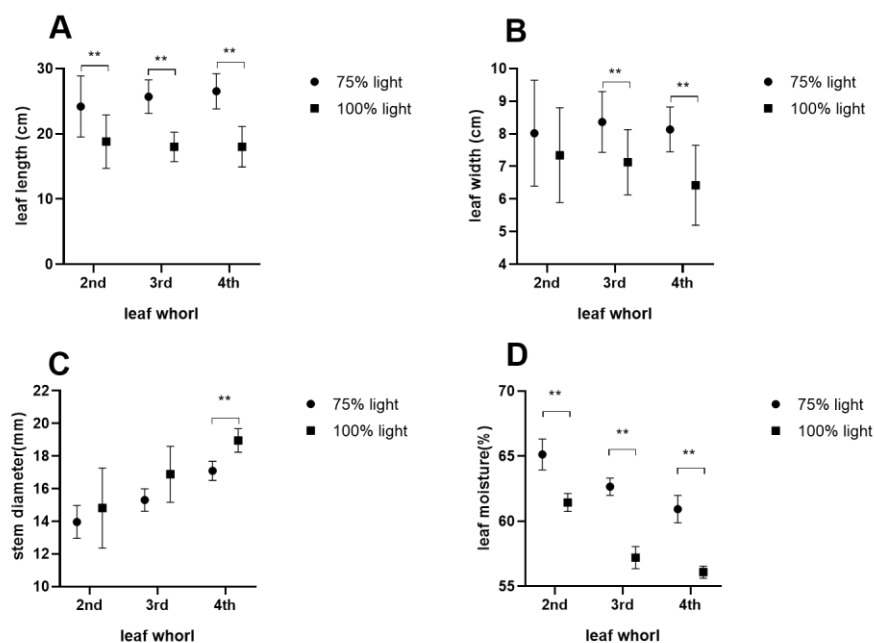 A
**
**
**
30
20
10
0
leaf length (cm)
2nd
3rd
4th
leaf whorl
75% light
100% light
B
**
**
10
9
8
7
6
5
4
leaf width (cm)
2nd
3rd
4th
leaf whorl
75% light
100% light
C
**
22
20
18
16
14
12
10
stem diameter(mm)
2nd
3rd
4th
leaf whorl
75% light
100% light
D
**
**
**
70
65
60
55
leaf moisture(%)
2nd
3rd
4th
leaf whorl
75% light
100% light